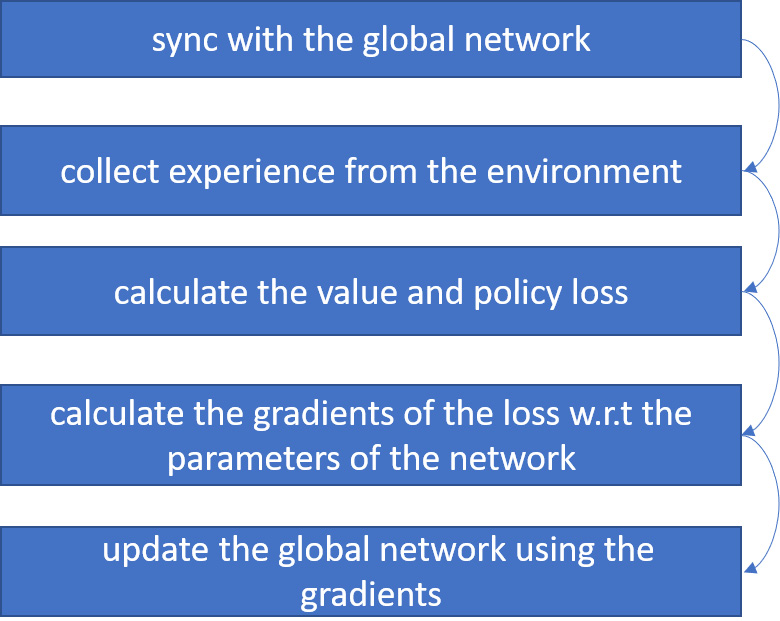 sync with the global network
collect experience from the environment
calculate the value and policy loss
calculate the gradients of the loss w.r.t the
parameters of the network
update the global network using the
gradients